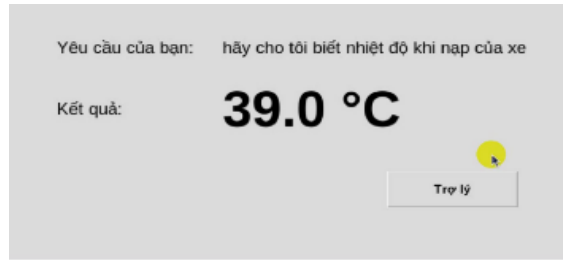 Yêu cầu của bạn: hãy cho tôi biết nhiệt độ khi nạp của xe
Kết quả: 39.0 °C
Trợ lý